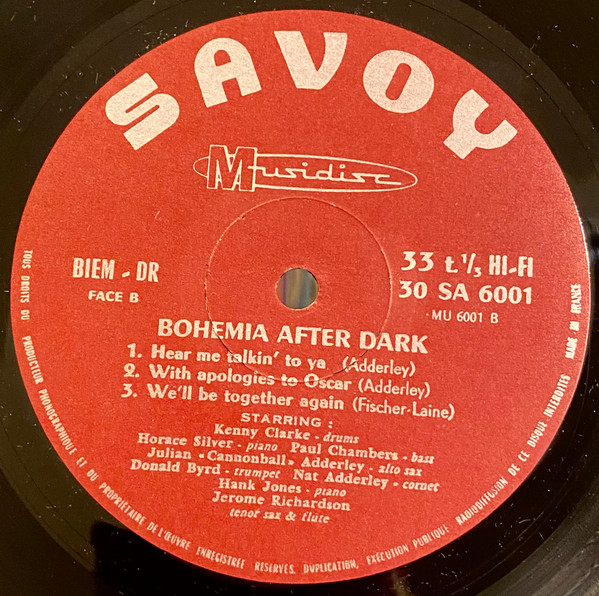 SAVOY
Musidisc
BIEM - DR
FACE B
33 t.⅓ HI-FI
30 SA 6001
MU 6001 B
BOHEMIA AFTER DARK
1. Hear me talkin' to ya (Adderley)
2. With apologies to Oscar (Adderley)
3. We'll be together again (Fischer-Laine)
STARRING :
Kenny Clarke - drums
Horace Silver - piano Paul Chambers - bass
Julian «Cannonball» Adderley - alto sax
Donald Byrd - trumpet Nat Adderley - cornet
Hank Jones - piano
Jerome Richardson
tenor sax & flûte
TOUS DROITS DU PRODUCTEUR PHONOGRAPHIQUE ET DU PROPRIÉTAIRE DE L'ŒUVRE ENREGISTRÉE RÉSERVÉS. DUPLICATION, EXÉCUTION PUBLIQUE, RADIODIFFUSION DE CE DISQUE INTERDITES
MADE IN FRANCE